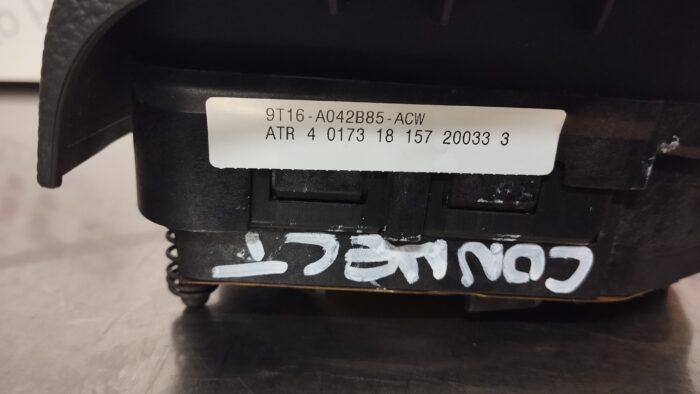 9T16-A042B85-ACW
ATR 4 0173 18 157 20033 3
CONNECT